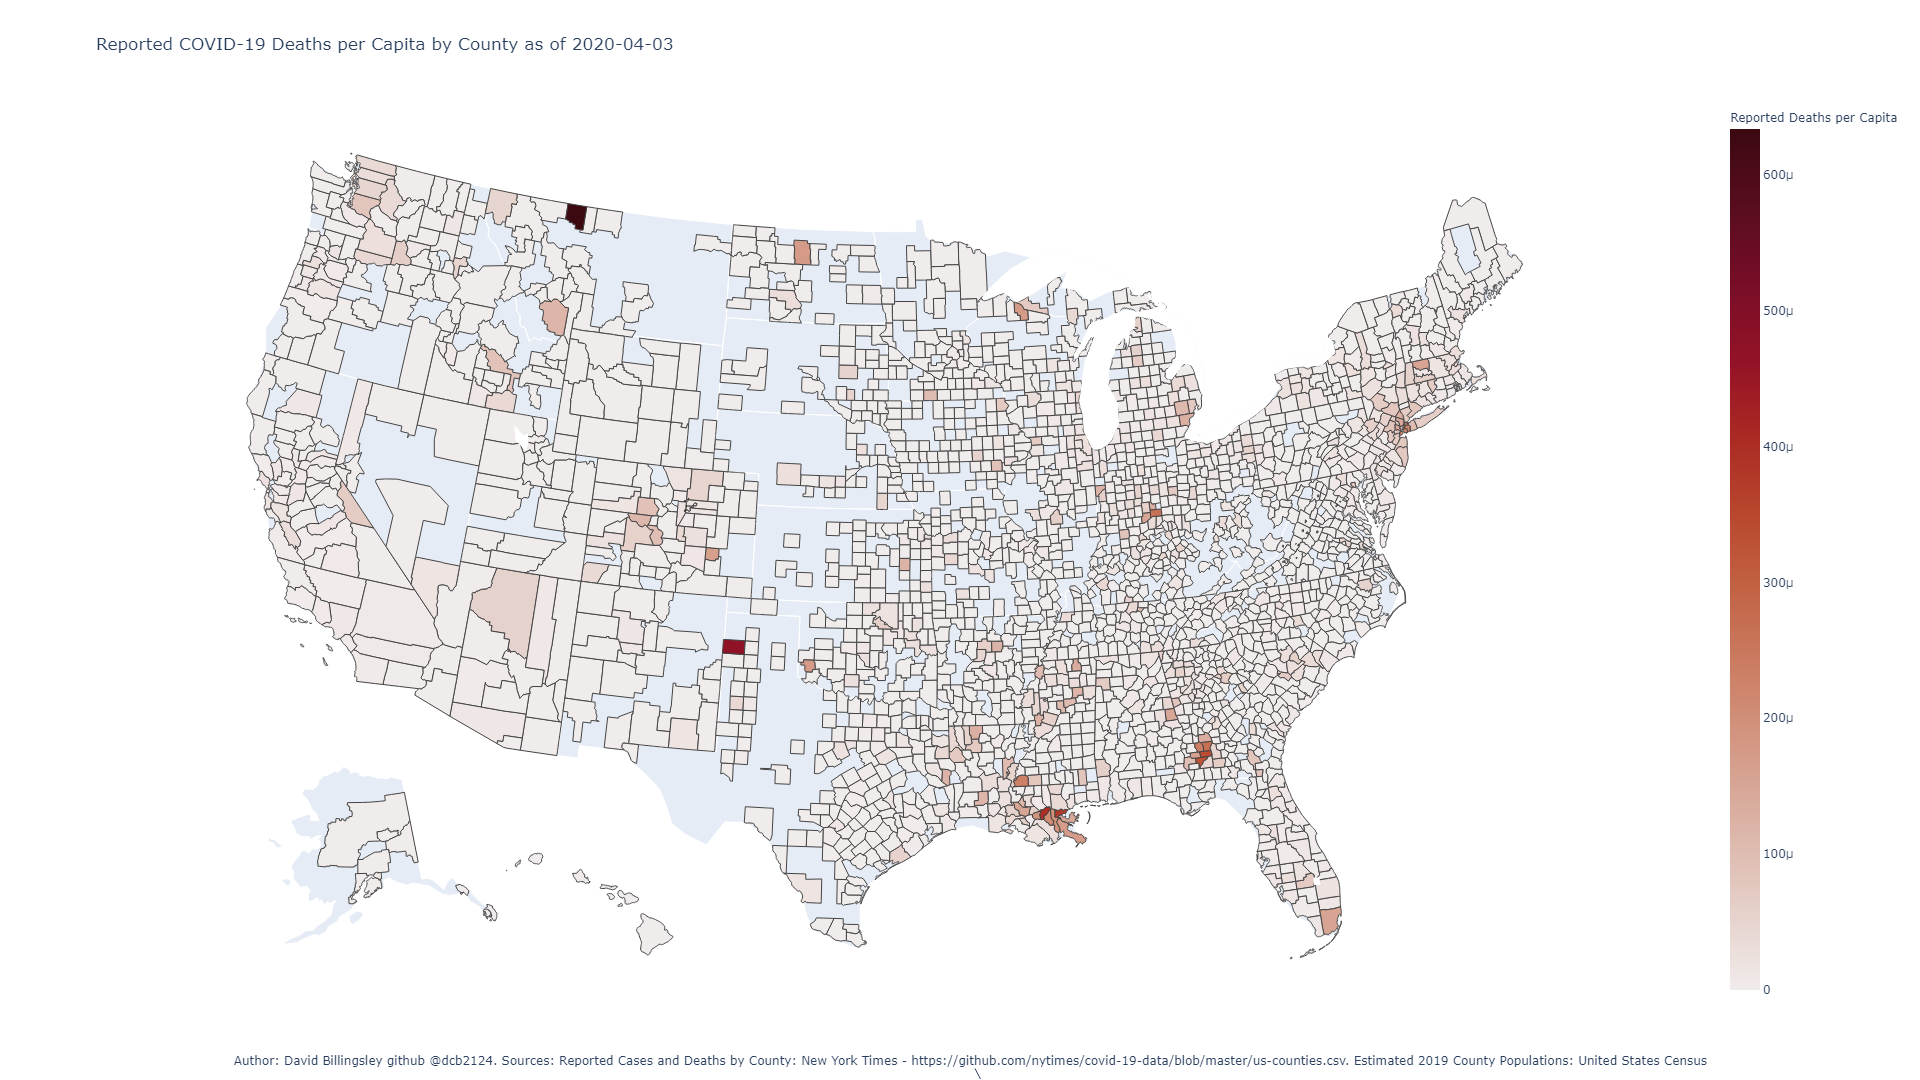 Reported COVID-19 Deaths per Capita by County as of 2020-04-03
Reported Deaths per Capita
600μ
500μ
400μ
300μ
200μ
100μ
0
Author: David Billingsley github @dcb2124. Sources: Reported Cases and Deaths by County: New York Times - https://github.com/nytimes/covid-19-data/blob/master/us-counties.csv. Estimated 2019 County Populations: United States Census